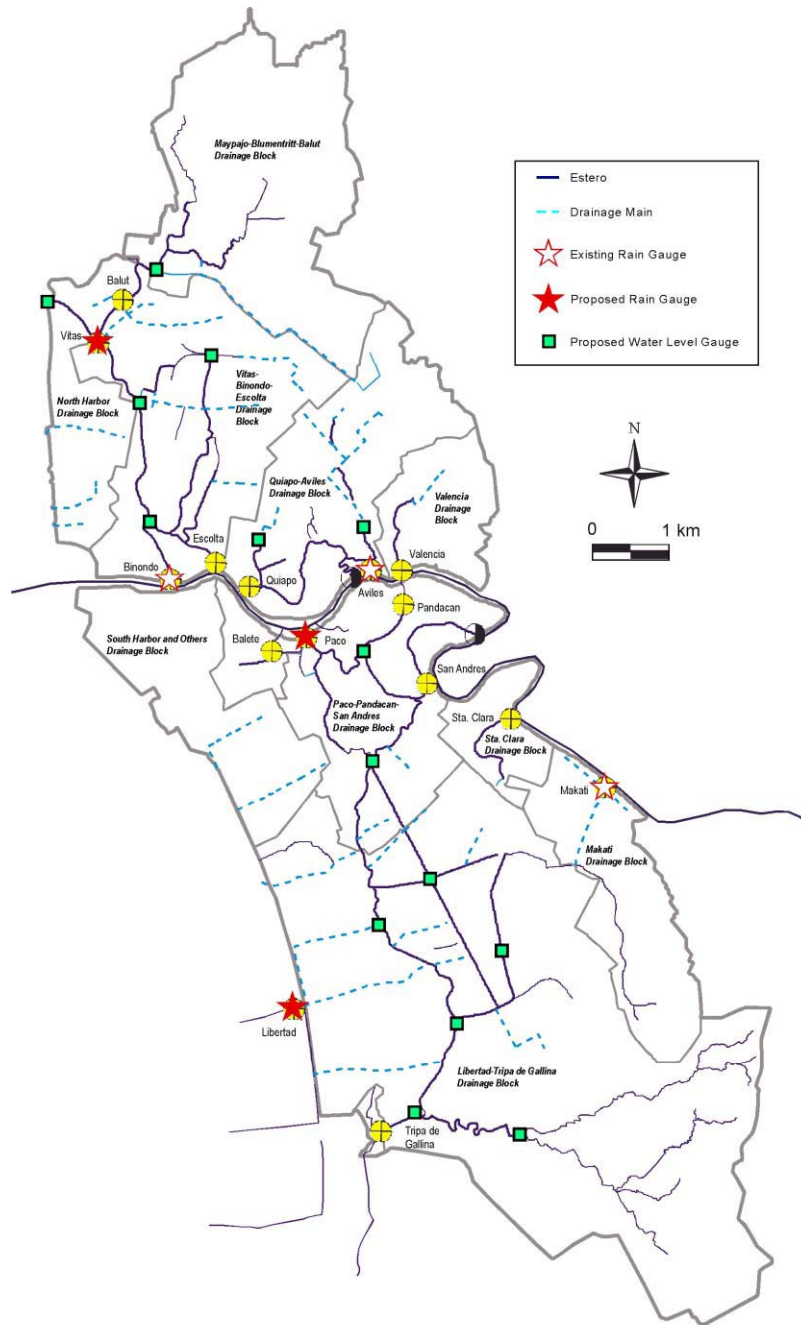 Maypajo-Blumentritt-Balut
Drainage Block
Estero
Drainage Main
Existing Rain Gauge
Proposed Rain Gauge
Proposed Water Level Gauge
Balut
Vitas
North Harbor
Drainage Block
Vitas-
Binondo-
Escolta
Drainage
Block
Quiapo-Aviles
Drainage Block
Valencia
Drainage
Block
N
0 1 km
Escolta
Binondo
Quiapo
Aviles
Valencia
Pandacan
South Harbor and Others
Drainage Block
Balete
Paco
San Andres
Paco-Pandacan-
San Andres
Drainage Block
Sta. Clara
Sta. Clara
Drainage Block
Makati
Makati
Drainage Block
Libertad
Libertad-Tripa de Gallina
Drainage Block
Tripa de
Gallina